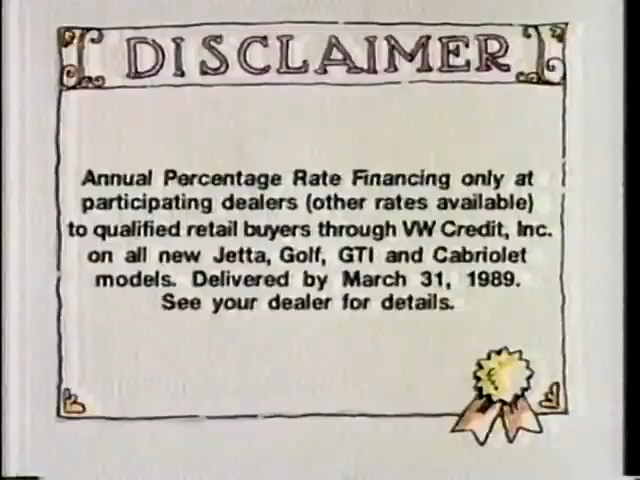 DISCLAIMER
Annual Percentage Rate Financing only at
participating dealers (other rates available)
to qualified retail buyers through VW Credit, Inc.
on all new Jetta, Golf, GTI and Cabriolet
models. Delivered by March 31, 1989.
See your dealer for details.